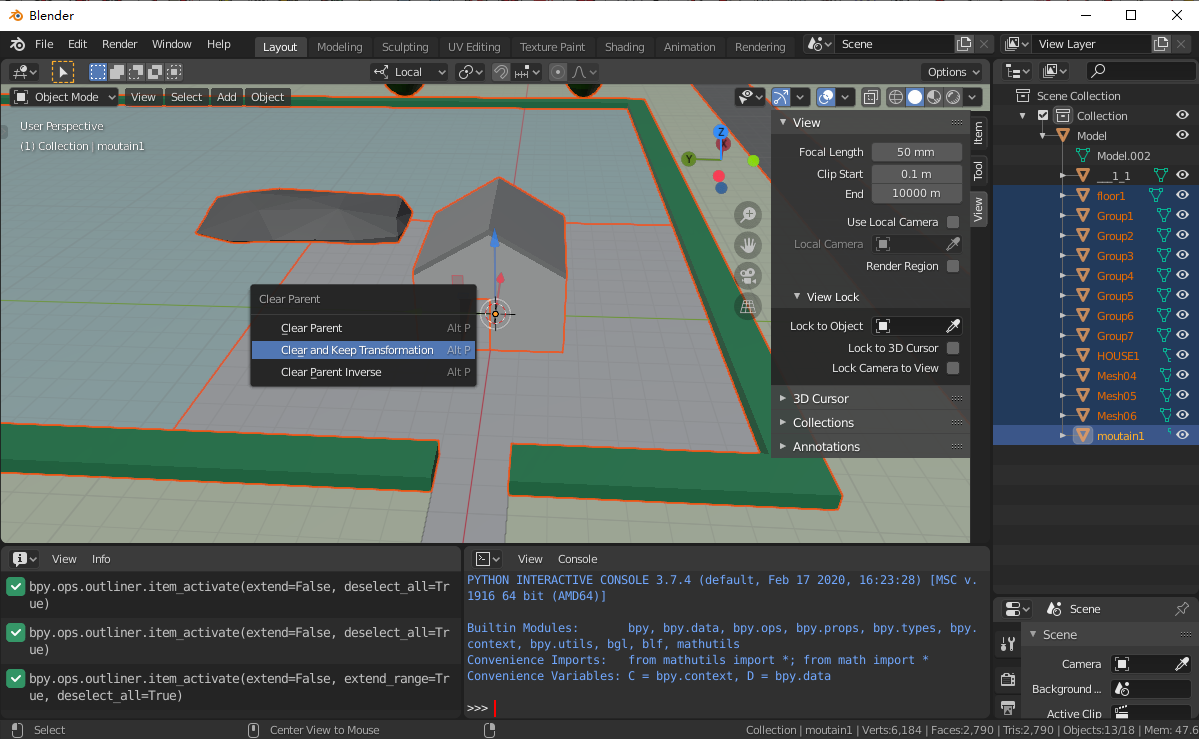 Blender
File Edit Render Window Help Layout Modeling Sculpting UV Editing Texture Paint Shading Animation Rendering Scene View Layer
Local Options
Object Mode View Select Add Object
User Perspective
(1) Collection | moutain1
Z
X
Y
View
Focal Length 50 mm
Clip Start 0.1 m
End 10000 m
Use Local Camera
Local Camera
Render Region
View Lock
Lock to Object
Lock to 3D Cursor
Lock Camera to View
3D Cursor
Collections
Annotations
Item
Tool
View
Clear Parent
Clear Parent Alt P
Clear and Keep Transformation Alt P
Clear Parent Inverse Alt P
Scene Collection
Collection
Model
Model.002
___1_1
floor1
Group1
Group2
Group3
Group4
Group5
Group6
Group7
HOUSE1
Mesh04
Mesh05
Mesh06
moutain1
View Info
bpy.ops.outliner.item_activate(extend=False, deselect_all=Tr
ue)
bpy.ops.outliner.item_activate(extend=False, deselect_all=Tr
ue)
bpy.ops.outliner.item_activate(extend=False, extend_range=Tr
ue, deselect_all=True)
View Console
PYTHON INTERACTIVE CONSOLE 3.7.4 (default, Feb 17 2020, 16:23:28) [MSC v.
1916 64 bit (AMD64)]
Builtin Modules: bpy, bpy.data, bpy.ops, bpy.props, bpy.types, bpy.
context, bpy.utils, bgl, blf, mathutils
Convenience Imports: from mathutils import *; from math import *
Convenience Variables: C = bpy.context, D = bpy.data
>>>
Scene
Scene
Camera
Background ...
Active Clip
Select Center View to Mouse Collection | moutain1 | Verts:6,184 | Faces:2,790 | Tris:2,790 | Objects:13/18 | Mem: 47.6